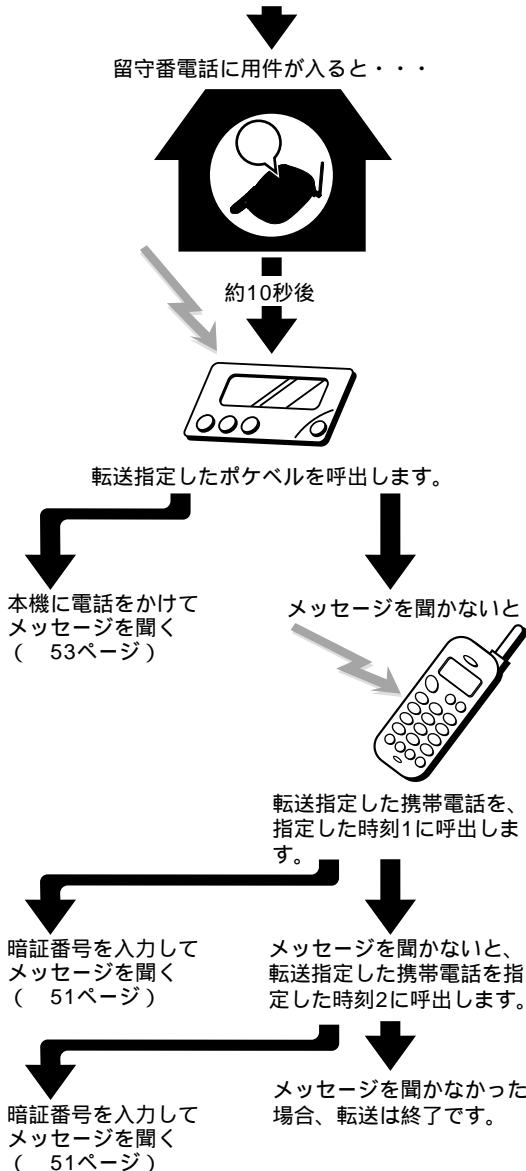 留守番電話に用件が入ると・・・
約10秒後
転送指定したポケベルを呼出します。
本機に電話をかけて
メッセージを聞く
(　53ページ)
メッセージを聞かないと
転送指定した携帯電話を、
指定した時刻1に呼出しま
す。
暗証番号を入力して
メッセージを聞く
(　51ページ)
メッセージを聞かないと、
転送指定した携帯電話を指
定した時刻2に呼出します。
暗証番号を入力して
メッセージを聞く
(　51ページ)
メッセージを聞かなかった
場合、転送は終了です。